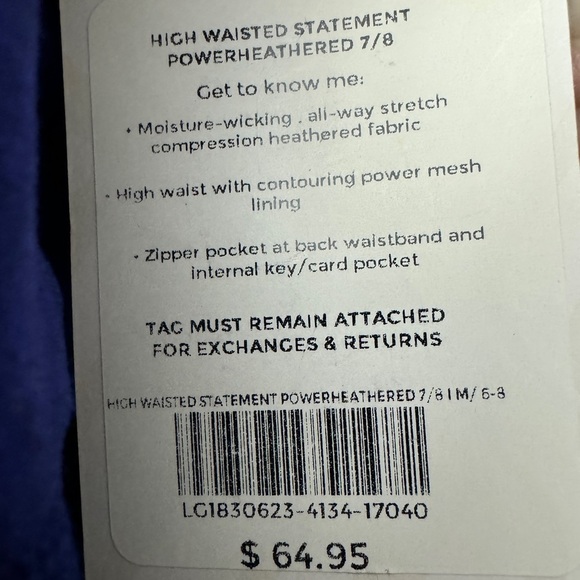 HIGH WAISTED STATEMENT
POWERHEATHERED 7/8
Get to know me:
• Moisture-wicking . all-way stretch
compression heathered fabric
• High waist with contouring power mesh
lining
• Zipper pocket at back waistband and
internal key/card pocket
TAG MUST REMAIN ATTACHED
FOR EXCHANGES & RETURNS
HIGH WAISTED STATEMENT POWERHEATHERED 7/8 I M/ 6-8
LG1830623-4134-17040
$ 64.95